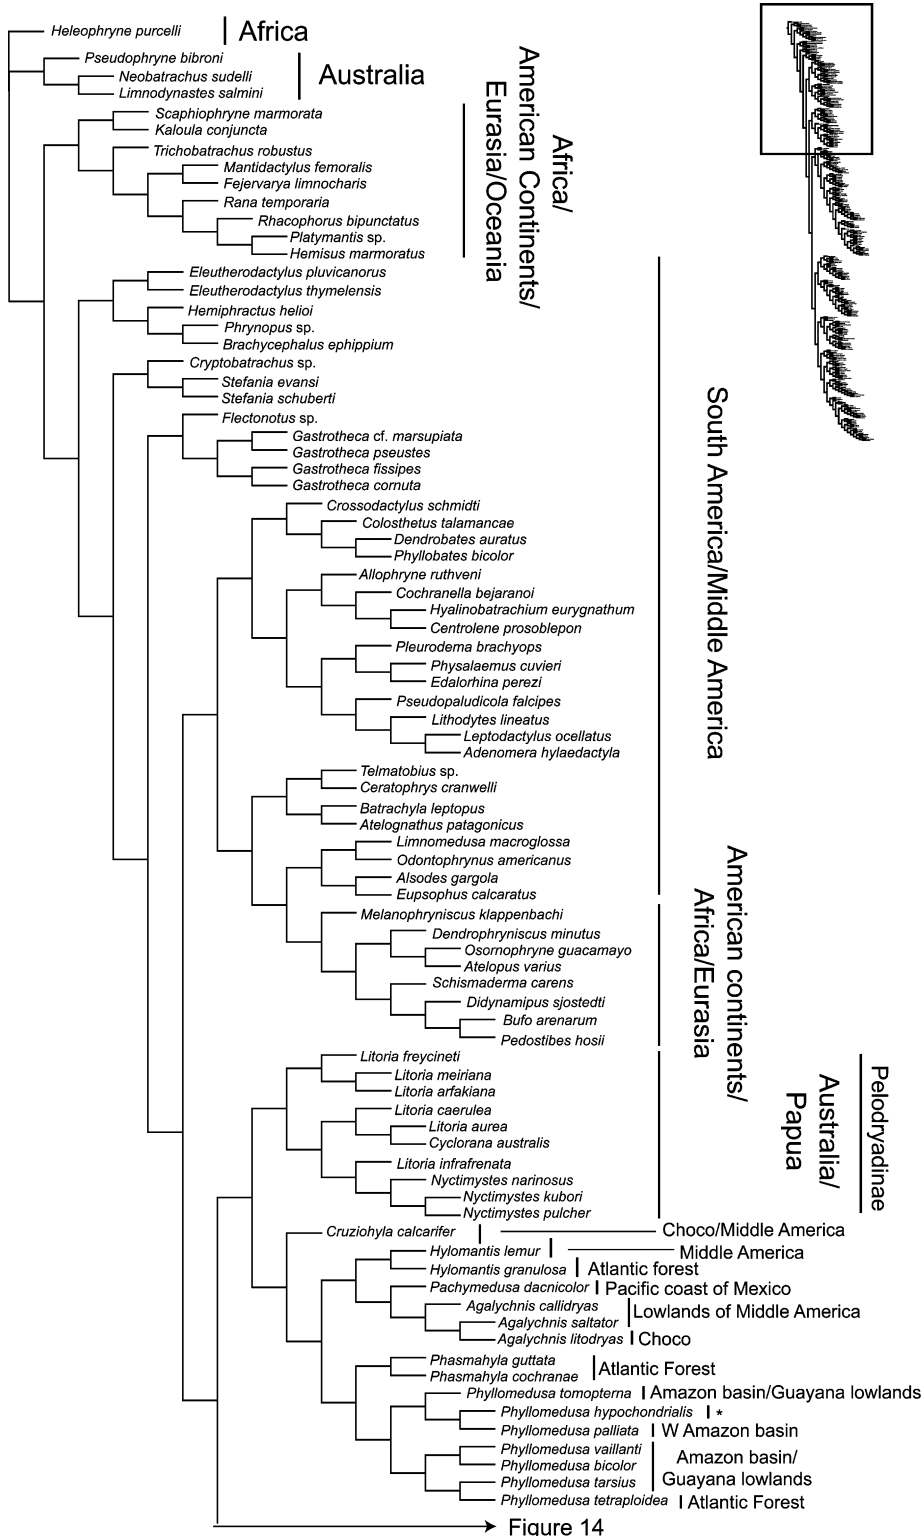 Heleophryne purcelli
Africa
Pseudophryne bibroni
Neobatrachus sudelli
Limnodynastes salmini
Australia
Scaphiophryne marmorata
Kaloula conjuncta
Trichobatrachus robustus
Mantidactylus femoralis
Fejervarya limnocharis
Rana temporaria
Rhacophorus bipunctatus
Platymantis sp.
Hemisus marmoratus
Africa/
American Continents/
Eurasia/Oceania
Eleutherodactylus pluvicanorus
Eleutherodactylus thymelensis
Hemiphractus helioi
Phrynopus sp.
Brachycephalus ephippium
Cryptobatrachus sp.
Stefania evansi
Stefania schuberti
Flectonotus sp.
Gastrotheca cf. marsupiata
Gastrotheca pseustes
Gastrotheca fissipes
Gastrotheca cornuta
Crossodactylus schmidti
Colosthetus talamancae
Dendrobates auratus
Phyllobates bicolor
Allophryne ruthveni
Cochranella bejaranoi
Hyalinobatrachium eurygnathum
Centrolene prosoblepon
Pleurodema brachyops
Physalaemus cuvieri
Edalorhina perezi
Pseudopaludicola falcipes
Lithodytes lineatus
Leptodactylus ocellatus
Adenomera hylaedactyla
Telmatobius sp.
Ceratophrys cranwelli
Batrachyla leptopus
Atelognathus patagonicus
Limnomedusa macroglossa
Odontophrynus americanus
Alsodes gargola
Eupsophus calcaratus
South America/Middle America
Melanophryniscus klappenbachi
Dendrophryniscus minutus
Osornophryne guacamayo
Atelopus varius
Schismaderma carens
Didynamipus sjostedti
Bufo arenarum
Pedostibes hosii
American continents/
Africa/Eurasia
Litoria freycineti
Litoria meiriana
Litoria arfakiana
Litoria caerulea
Litoria aurea
Cyclorana australis
Litoria infrafrenata
Nyctimystes narinosus
Nyctimystes kubori
Nyctimystes pulcher
Australia/
Papua
Pelodryadinae
Cruziohyla calcarifer
Choco/Middle America
Hylomantis lemur
Middle America
Hylomantis granulosa
Atlantic forest
Pachymedusa dacnicolor
Pacific coast of Mexico
Agalychnis callidryas
Agalychnis saltator
Lowlands of Middle America
Agalychnis litodryas
Choco
Phasmahyla guttata
Phasmahyla cochranae
Atlantic Forest
Phyllomedusa tomopterna
Amazon basin/Guayana lowlands
Phyllomedusa hypochondrialis
*
Phyllomedusa palliata
W Amazon basin
Phyllomedusa vaillanti
Phyllomedusa bicolor
Phyllomedusa tarsius
Amazon basin/
Guayana lowlands
Phyllomedusa tetraploidea
Atlantic Forest
Figure 14